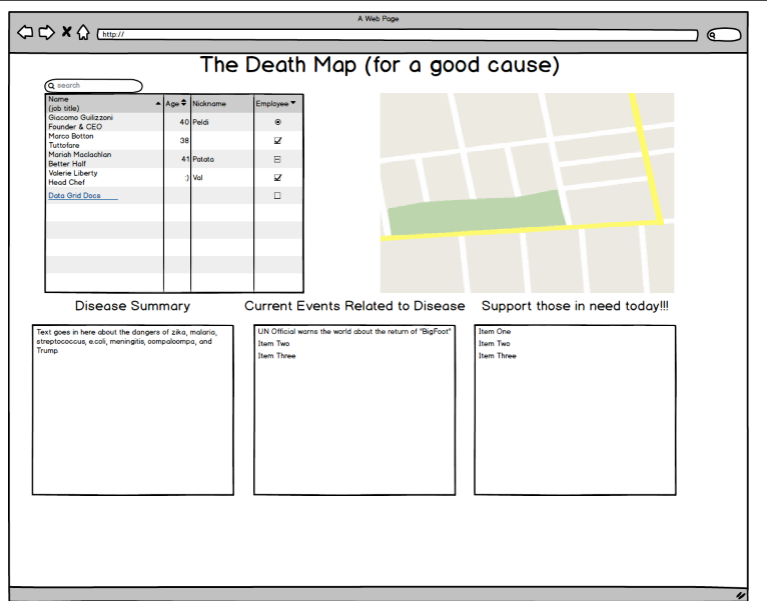 A Web Page
http://
The Death Map (for a good cause)
search
Name
(job title)
Age
Nickname
Employee
Giacomo Guilizzoni
Founder & CEO
40
Peldi
Marco Botton
Tuttofare
38
Mariah Maclachlan
Better Half
41
Patata
Valerie Liberty
Head Chef
:)
Val
Data Grid Docs
Disease Summary
Current Events Related to Disease
Support those in need today!!!
Text goes in here about the dangers of zika, malaria,
streptococcus, e.coli, meningitis, oompaloompa, and
Trump
UN Official warns the world about the return of "BigFoot"
Item Two
Item Three
Item One
Item Two
Item Three